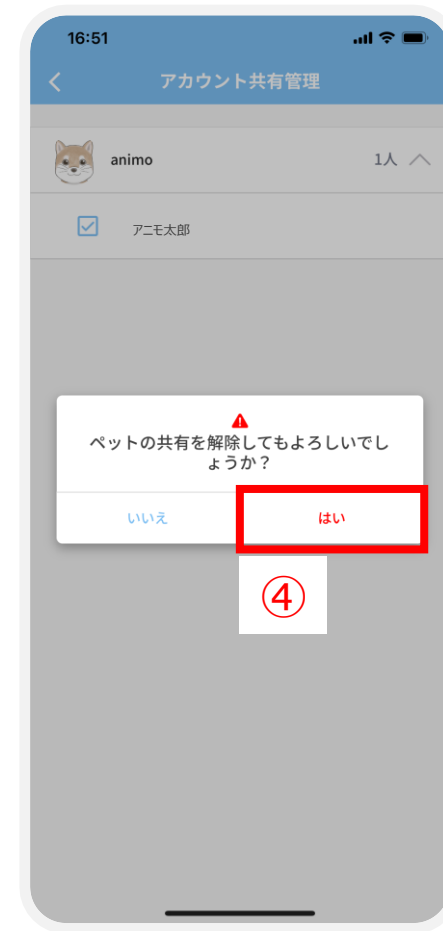 16:51
アカウント共有管理
animo
1人
アニモ太郎
ペットの共有を解除してもよろしいでし
ょうか？
いいえ
はい
④